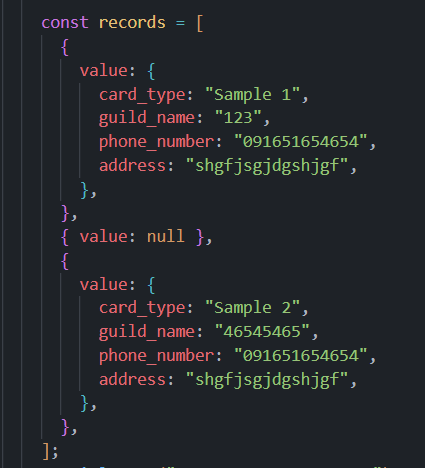 const records = [
{
value: {
card_type: "Sample 1",
guild_name: "123",
phone_number: "091651654654",
address: "shgfjsgjdgshjgf",
},
},
{ value: null },
{
value: {
card_type: "Sample 2",
guild_name: "46545465",
phone_number: "091651654654",
address: "shgfjsgjdgshjgf",
},
},
];